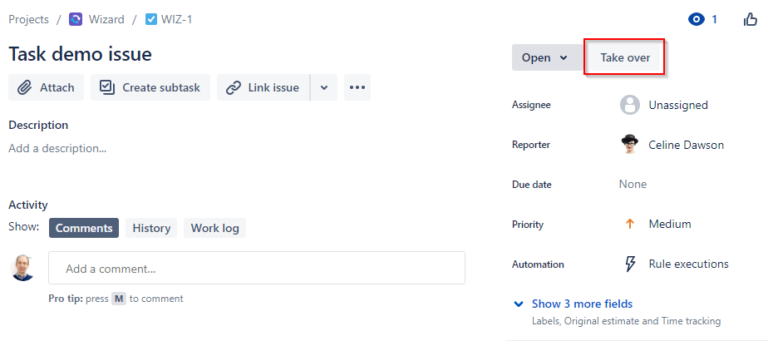 Projects / Wizard / WIZ-1
1
Task demo issue
Open
Take over
Attach
Create subtask
Link issue
Assignee
Unassigned
Description
Add a description...
Reporter
Celine Dawson
Due date
None
Activity
Show:
Comments
History
Work log
Priority
Medium
Add a comment...
Automation
Rule executions
Pro tip: press M to comment
Show 3 more fields
Labels, Original estimate and Time tracking